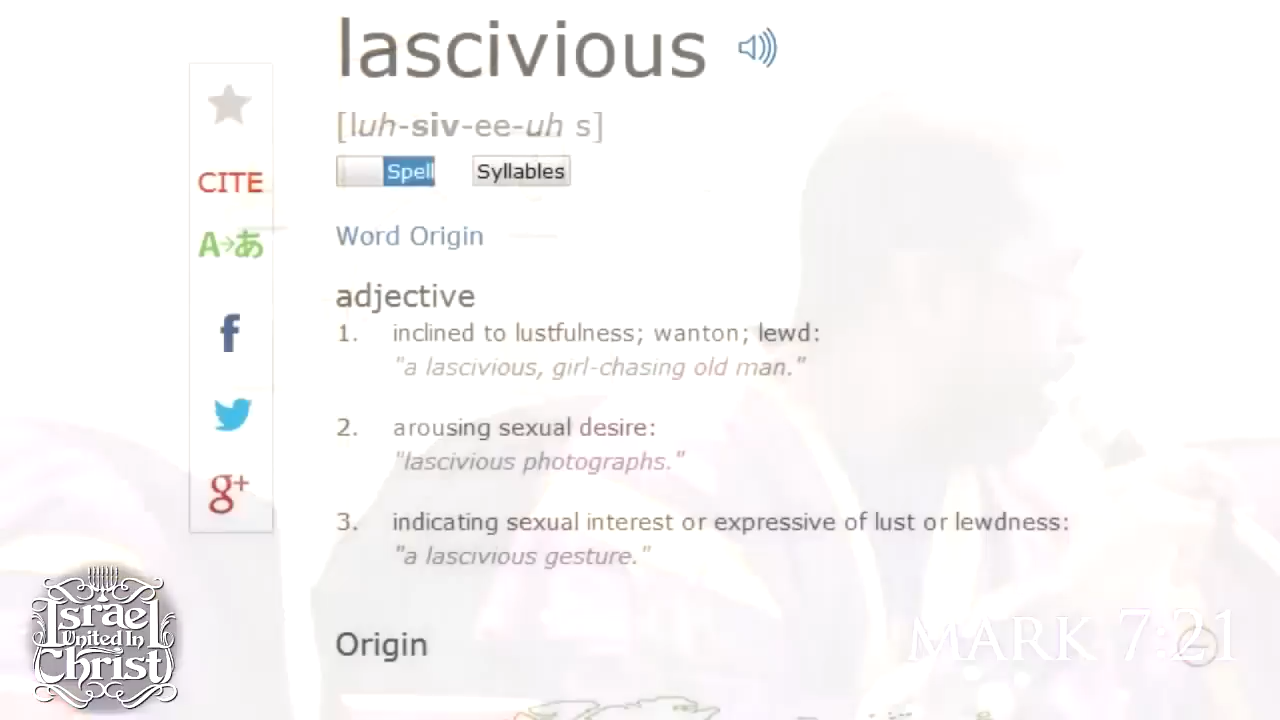 lascivious
[luh-siv-ee-uh s]
Spell Syllables
CITE
A→あ
Word Origin
adjective
f
1. inclined to lustfulness; wanton; lewd:
"a lascivious, girl-chasing old man."
2. arousing sexual desire:
"lascivious photographs."
g+
3. indicating sexual interest or expressive of lust or lewdness:
"a lascivious gesture."
Origin
Israel
United In
Christ
MARK 7:21